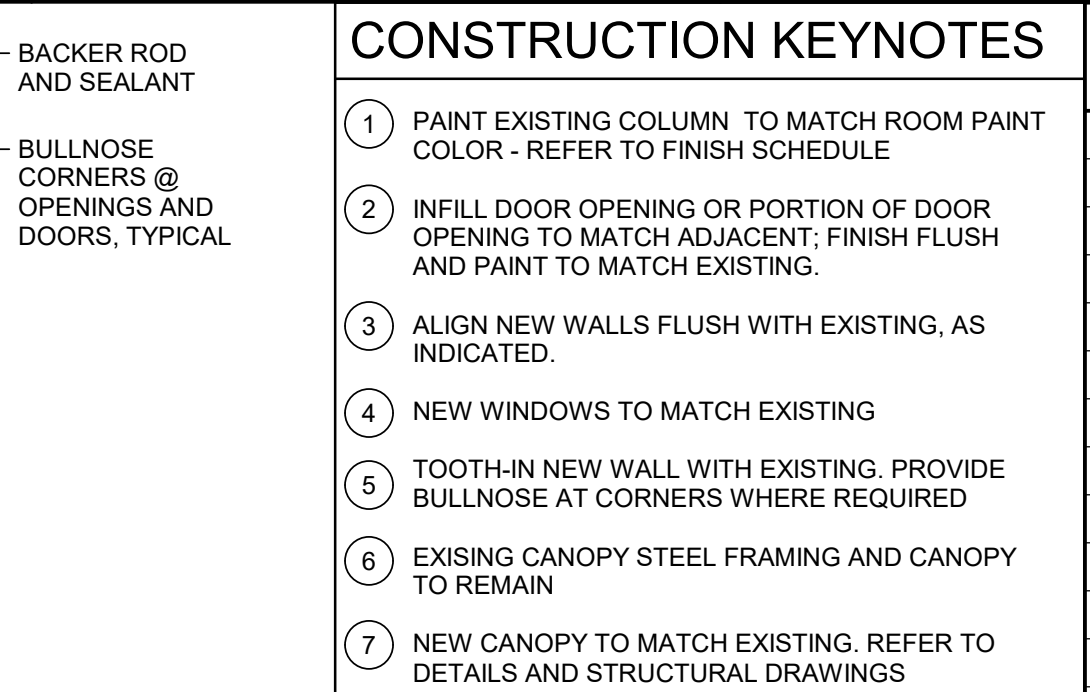 BACKER ROD
AND SEALANT
BULLNOSE
CORNERS @
OPENINGS AND
DOORS, TYPICAL
CONSTRUCTION KEYNOTES
1 PAINT EXISTING COLUMN TO MATCH ROOM PAINT
COLOR - REFER TO FINISH SCHEDULE
2 INFILL DOOR OPENING OR PORTION OF DOOR
OPENING TO MATCH ADJACENT; FINISH FLUSH
AND PAINT TO MATCH EXISTING.
3 ALIGN NEW WALLS FLUSH WITH EXISTING, AS
INDICATED.
4 NEW WINDOWS TO MATCH EXISTING
5 TOOTH-IN NEW WALL WITH EXISTING. PROVIDE
BULLNOSE AT CORNERS WHERE REQUIRED
6 EXISING CANOPY STEEL FRAMING AND CANOPY
TO REMAIN
7 NEW CANOPY TO MATCH EXISTING. REFER TO
DETAILS AND STRUCTURAL DRAWINGS